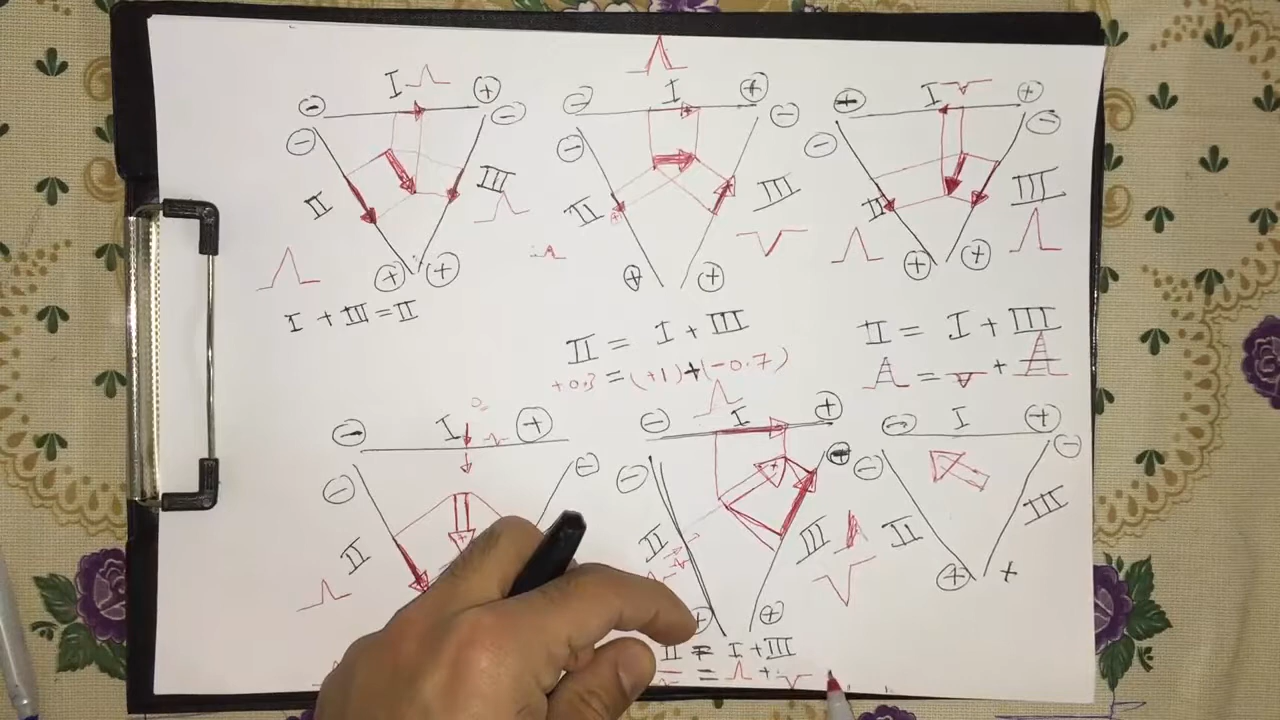 I
− +
− −
II III
+ +
I + III = II
I
− +
− −
II III
+ +
II = I + III
+0.3 = (+1) + (−0.7)
I
+
− −
II III
+ +
II = I + III
= +
I
− +
− −
II
I
− +
−
II III
+ +
II = I + III
= +
I
− +
− −
II III
+ +